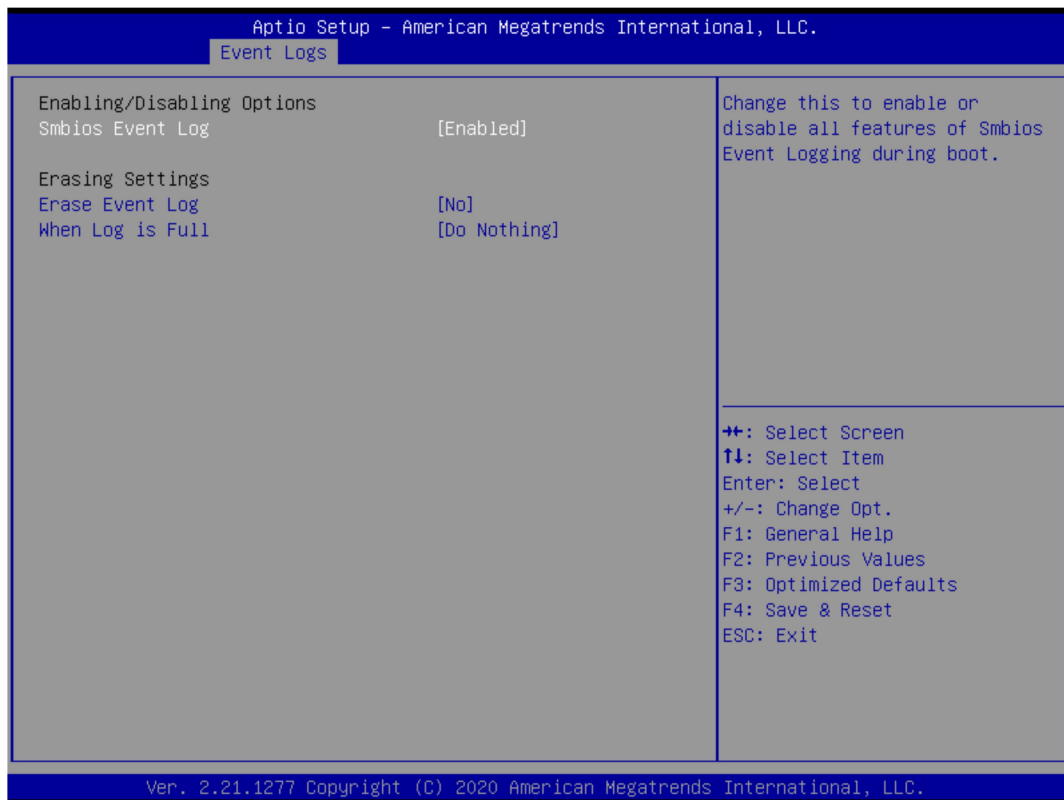 Aptio Setup – American Megatrends International, LLC.
Event Logs
Enabling/Disabling Options
Smbios Event Log [Enabled]
Erasing Settings
Erase Event Log [No]
When Log is Full [Do Nothing]
Change this to enable or
disable all features of Smbios
Event Logging during boot.
→←: Select Screen
↑↓: Select Item
Enter: Select
+/-: Change Opt.
F1: General Help
F2: Previous Values
F3: Optimized Defaults
F4: Save & Reset
ESC: Exit
Ver. 2.21.1277 Copyright (C) 2020 American Megatrends International, LLC.